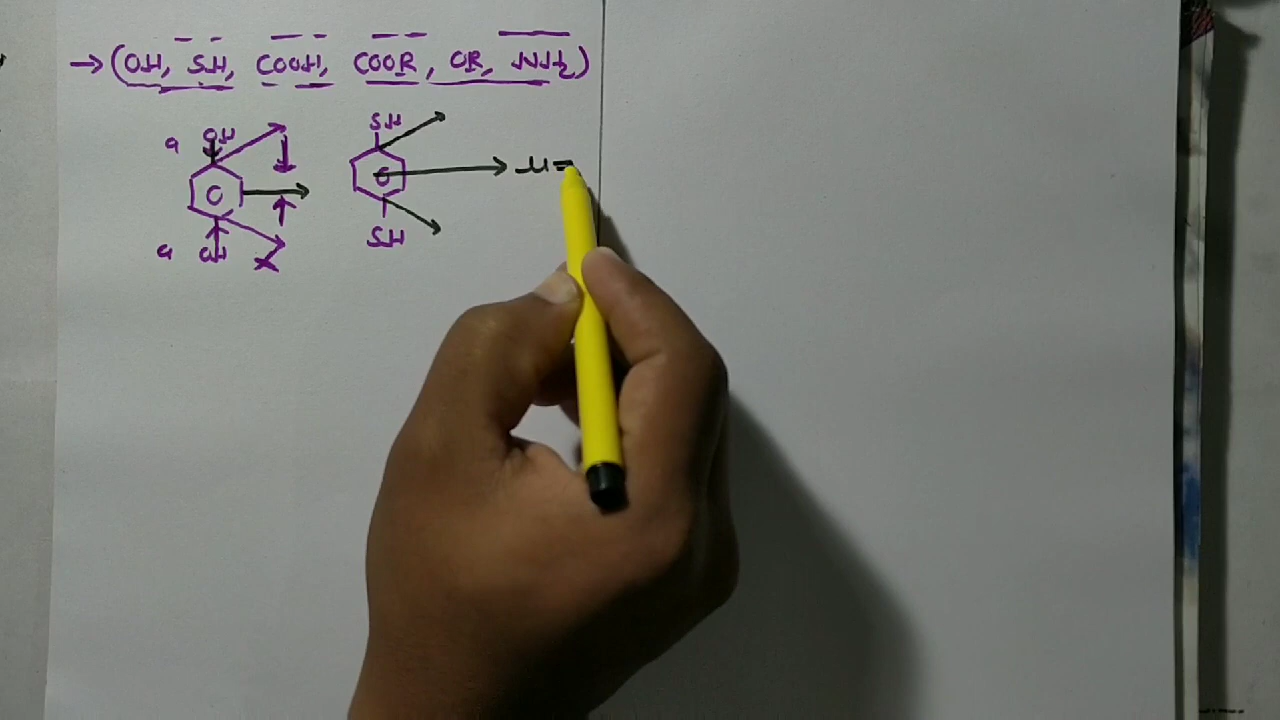 → (OH, SH, COOH, COOR, OR, NH2)
a OH SH
μ=
a OH SH
x